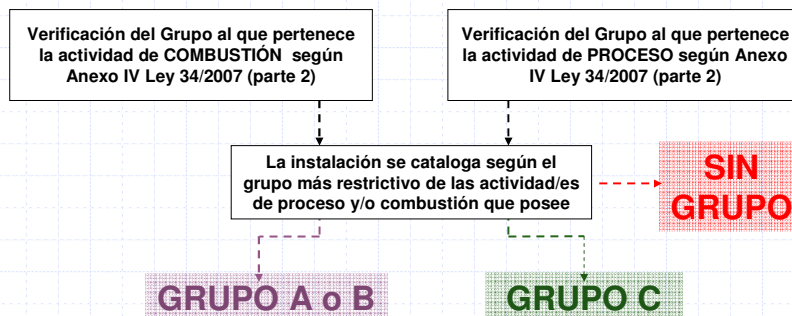 Verificación del Grupo al que pertenece
la actividad de COMBUSTIÓN según
Anexo IV Ley 34/2007 (parte 2)
Verificación del Grupo al que pertenece
la actividad de PROCESO según Anexo
IV Ley 34/2007 (parte 2)
La instalación se cataloga según el
grupo más restrictivo de las actividad/es
de proceso y/o combustión que posee
SIN
GRUPO
GRUPO A o B
GRUPO C